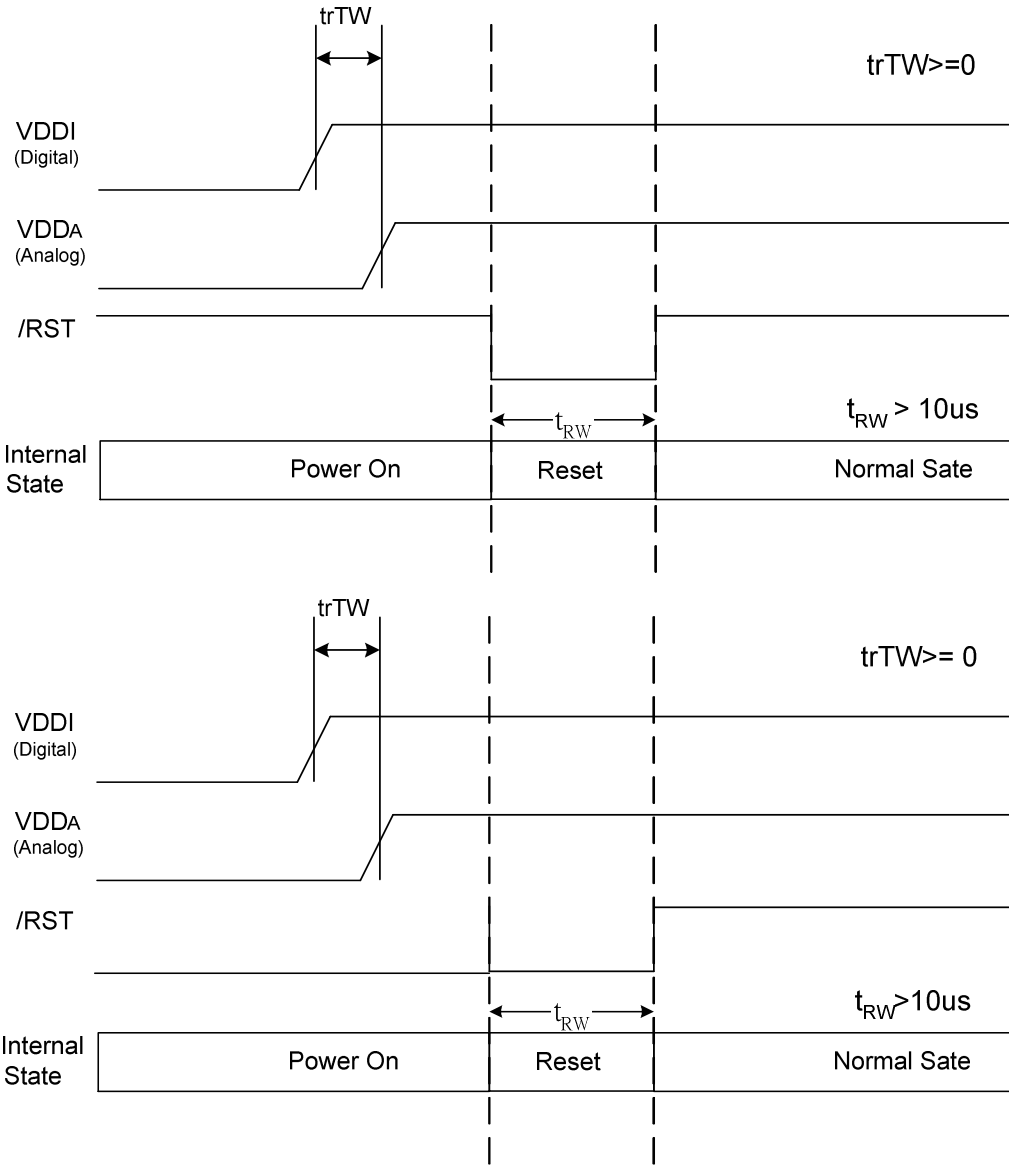 trTW
trTW>=0
VDDI
(Digital)
VDDA
(Analog)
/RST
tRW > 10us
tRW
Internal
State
Power On
Reset
Normal Sate
trTW
trTW>= 0
VDDI
(Digital)
VDDA
(Analog)
/RST
tRW>10us
tRW
Internal
State
Power On
Reset
Normal Sate